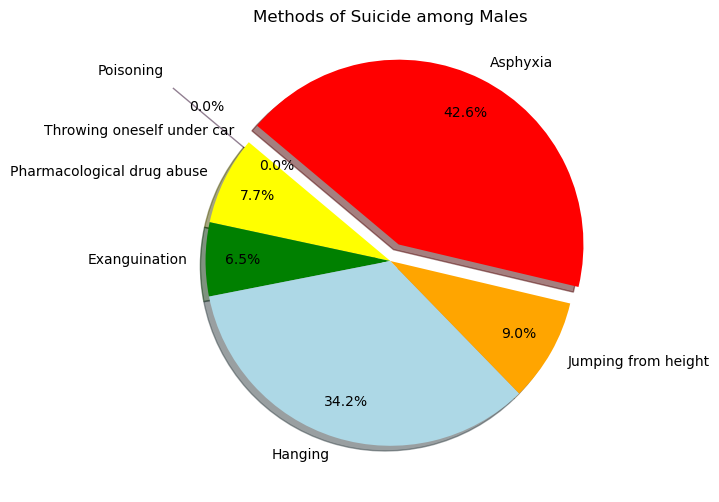 Methods of Suicide among Males
Poisoning
Asphyxia
0.0%
42.6%
Throwing oneself under car
0.0%
Pharmacological drug abuse
7.7%
Exanguination
6.5%
9.0%
Jumping from height
34.2%
Hanging